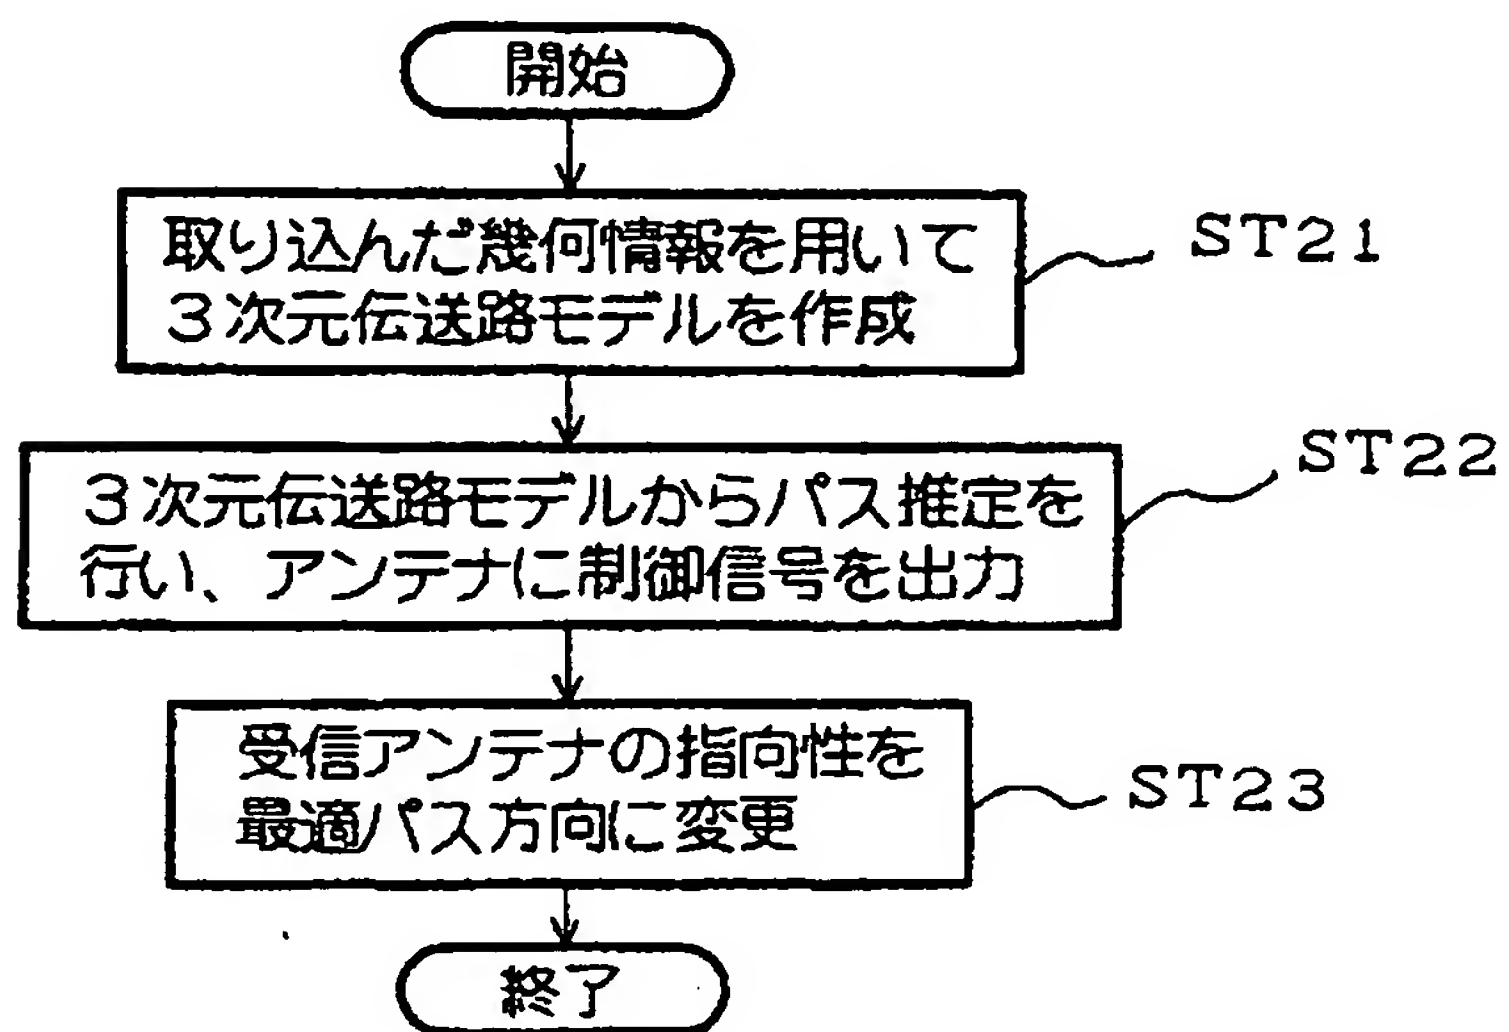 開始
取り込んだ幾何情報を用いて
3次元伝送路モデルを作成
ST21
3次元伝送路モデルからパス推定を
行い、アンテナに制御信号を出力
ST22
受信アンテナの指向性を
最適パス方向に変更
ST23
終了